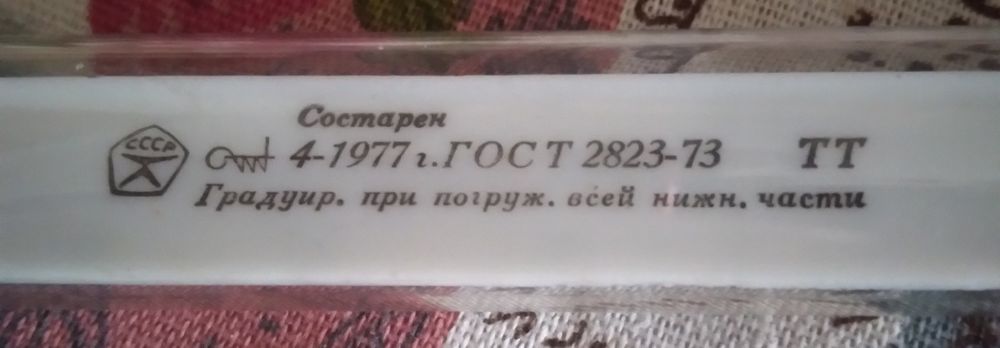 Состарен
СССР 4-1977 г. ГОСТ 2823-73 ТТ
Градуир. при погруж. всей нижн. части